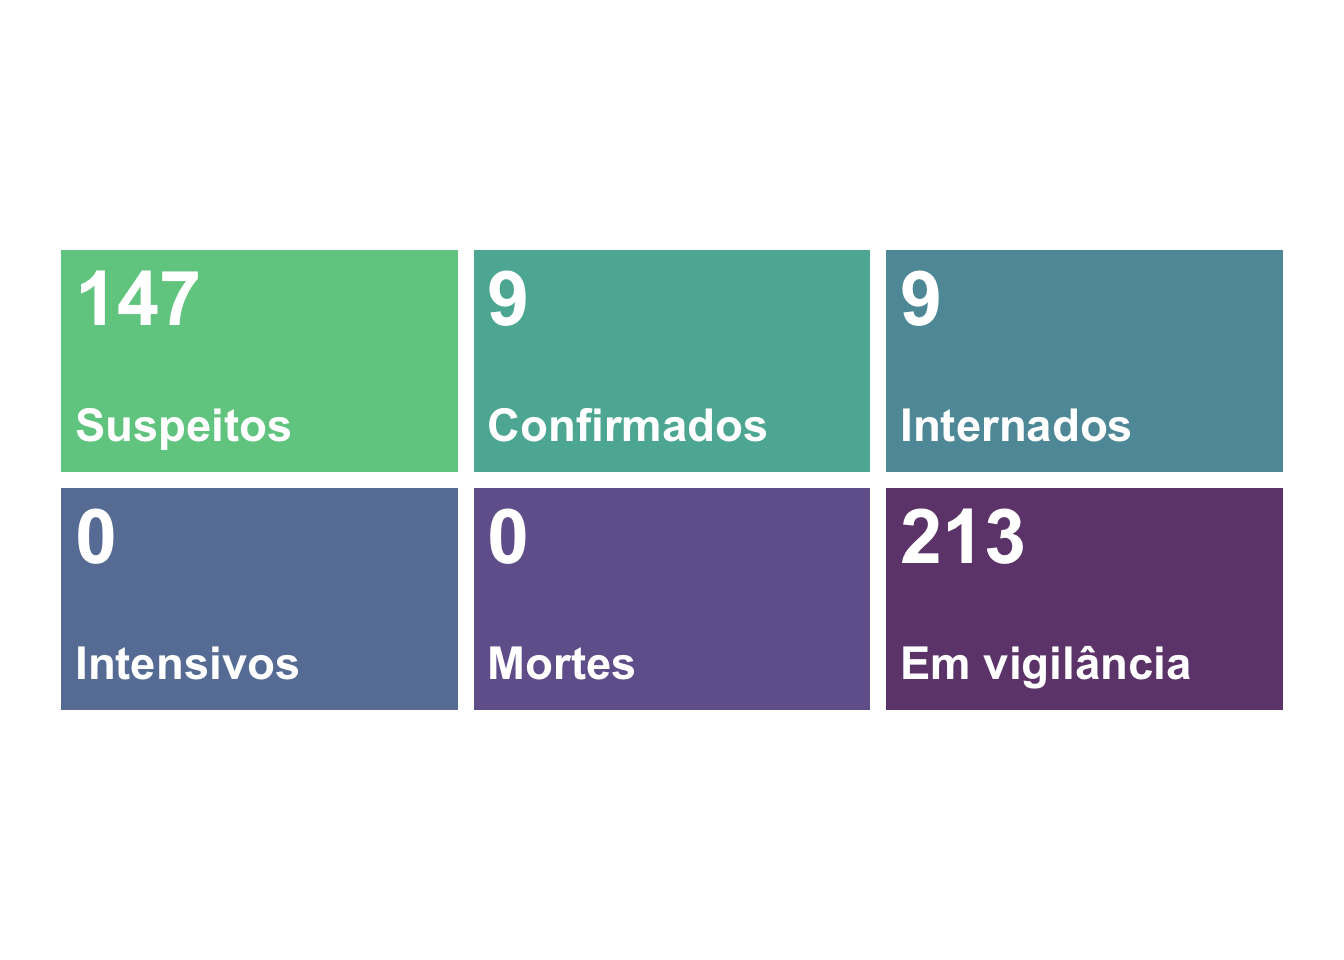 147
Suspeitos
9
Confirmados
9
Internados
0
Intensivos
0
Mortes
213
Em vigilância